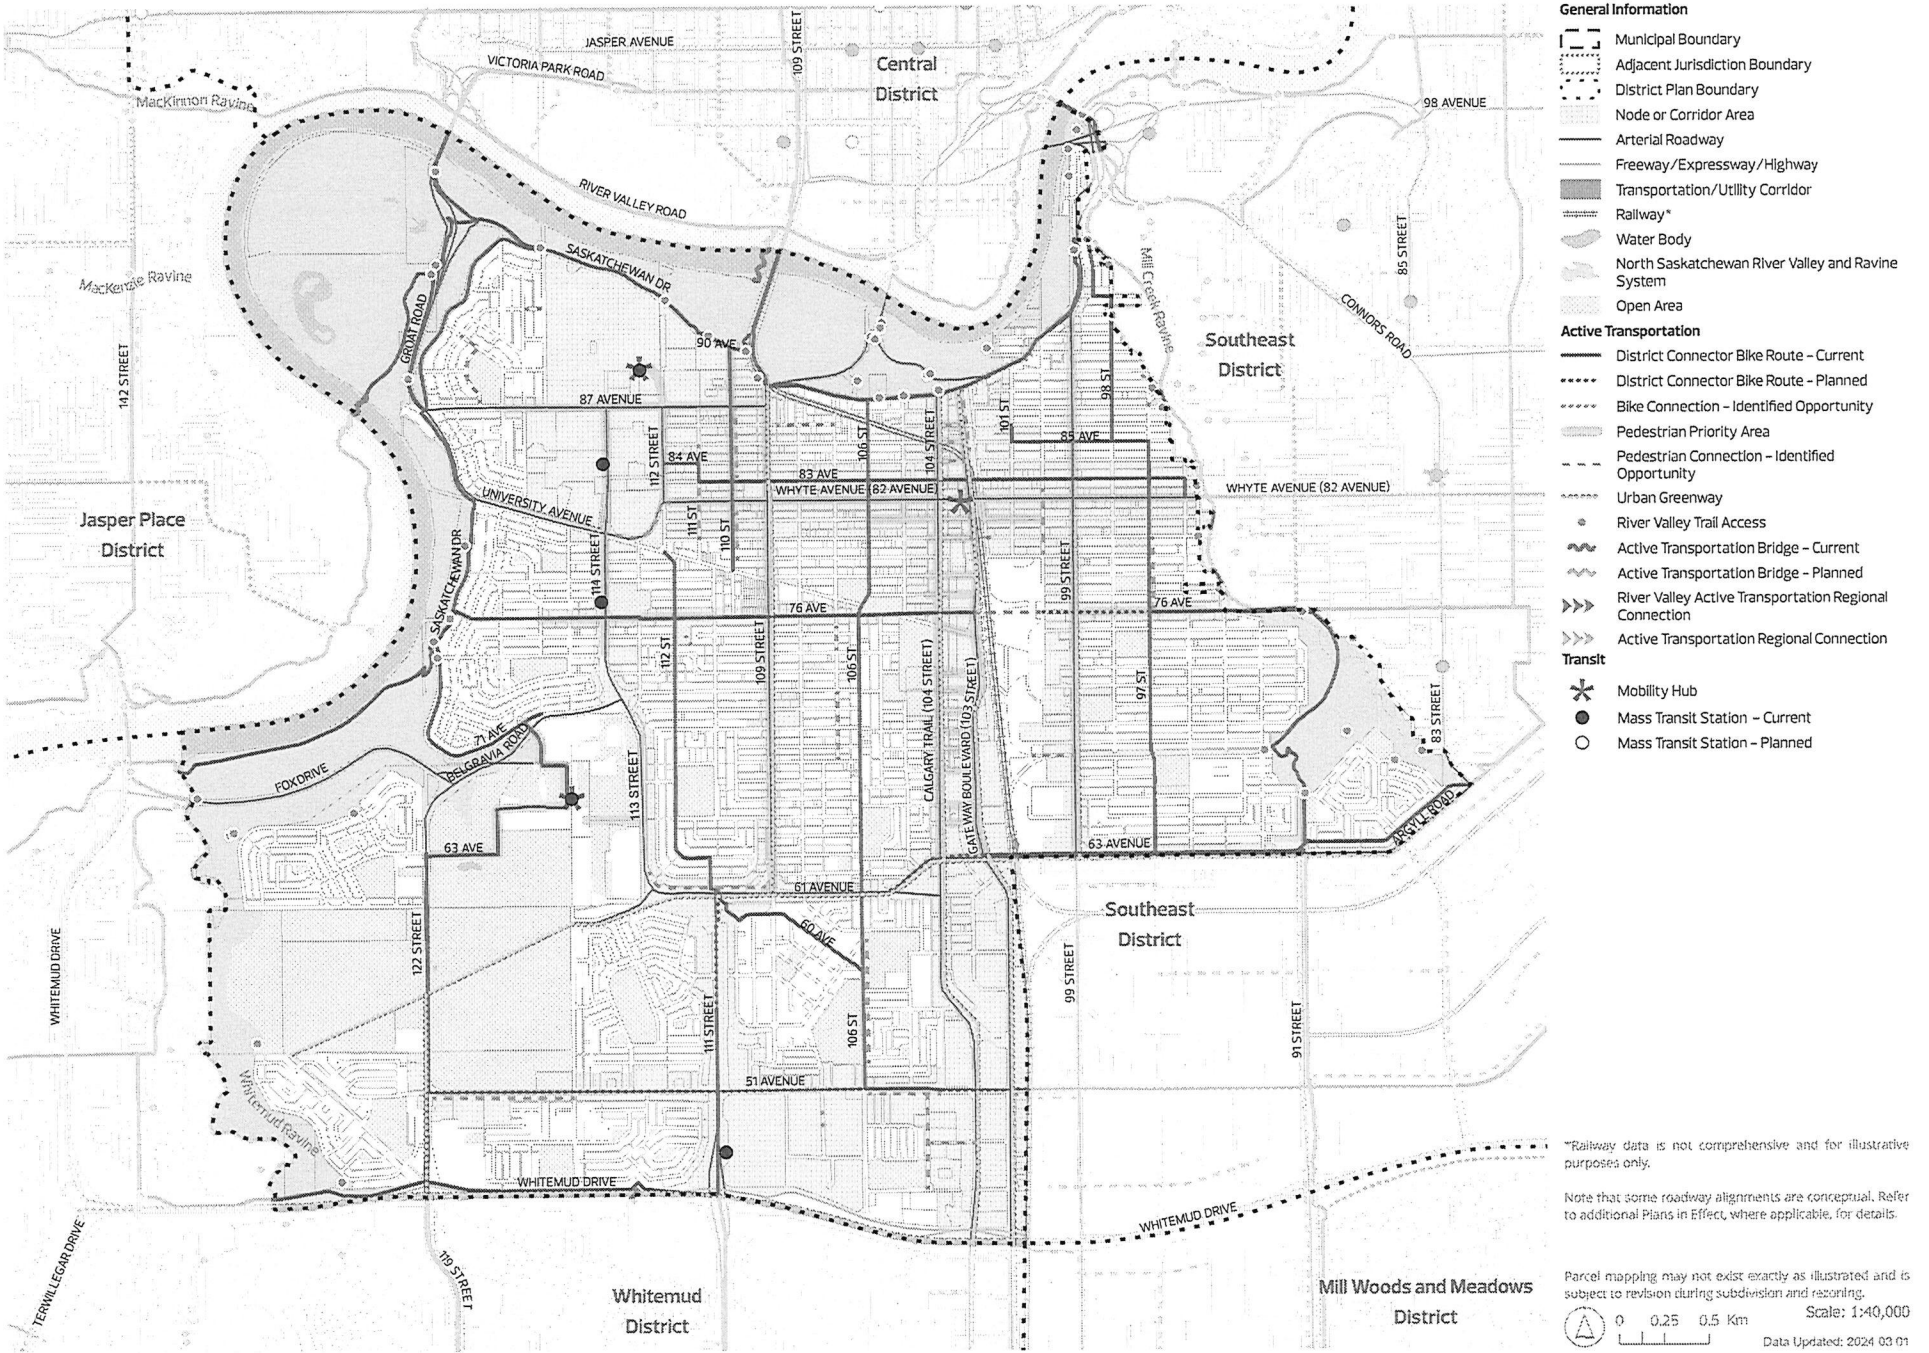 General Information
Municipal Boundary
Adjacent Jurisdiction Boundary
District Plan Boundary
Node or Corridor Area
Arterial Roadway
Freeway/Expressway/Highway
Transportation/Utility Corridor
Railway*
Water Body
North Saskatchewan River Valley and Ravine
System
Open Area
Active Transportation
District Connector Bike Route – Current
District Connector Bike Route – Planned
Bike Connection – Identified Opportunity
Pedestrian Priority Area
Pedestrian Connection – Identified
Opportunity
Urban Greenway
River Valley Trail Access
Active Transportation Bridge – Current
Active Transportation Bridge – Planned
River Valley Active Transportation Regional
Connection
Active Transportation Regional Connection
Transit
Mobility Hub
Mass Transit Station – Current
Mass Transit Station – Planned
*Railway data is not comprehensive and for illustrative
purposes only.
Note that some roadway alignments are conceptual. Refer
to additional Plans in Effect, where applicable, for details.
Parcel mapping may not exist exactly as illustrated and is
subject to revision during subdivision and rezoning.
Scale: 1:40,000
0 0.25 0.5 Km
Data Updated: 2024 03 01
JASPER AVENUE
VICTORIA PARK ROAD
109 STREET
Central
District
98 AVENUE
MacKinnon Ravine
RIVER VALLEY ROAD
MacKenzie Ravine
SASKATCHEWAN DR
Mill Creek Ravine
85 STREET
CONNORS ROAD
GROAT ROAD
142 STREET
90 AVE
Southeast
District
87 AVENUE
98 ST
101 ST
106 ST
104 STREET
112 STREET
85 AVE
84 AVE
83 AVE
WHYTE AVENUE (82 AVENUE)
WHYTE AVENUE (82 AVENUE)
UNIVERSITY AVENUE
111 ST
110 ST
Jasper Place
District
SASKATCHEWAN DR
114 STREET
99 STREET
76 AVE
76 AVE
112 ST
109 STREET
106 ST
CALGARY TRAIL (104 STREET)
GATEWAY BOULEVARD (103 STREET)
97 ST
83 STREET
71 AVE
BELGRAVIA ROAD
FOX DRIVE
113 STREET
ARGYLL ROAD
63 AVE
63 AVENUE
61 AVENUE
60 AVE
Southeast
District
WHITEMUD DRIVE
122 STREET
111 STREET
106 ST
99 STREET
91 STREET
51 AVENUE
Whitemud Ravine
WHITEMUD DRIVE
WHITEMUD DRIVE
TERWILLEGAR DRIVE
119 STREET
Whitemud
District
Mill Woods and Meadows
District